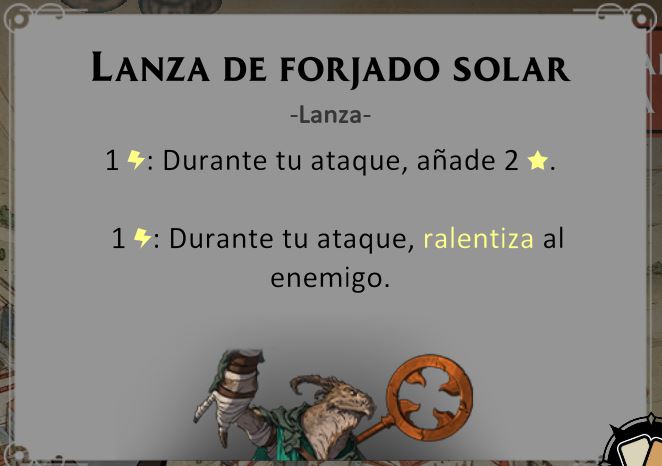 LANZA DE FORJADO SOLAR
-Lanza-
1 : Durante tu ataque, añade 2 .
1 : Durante tu ataque, ralentiza al
enemigo.